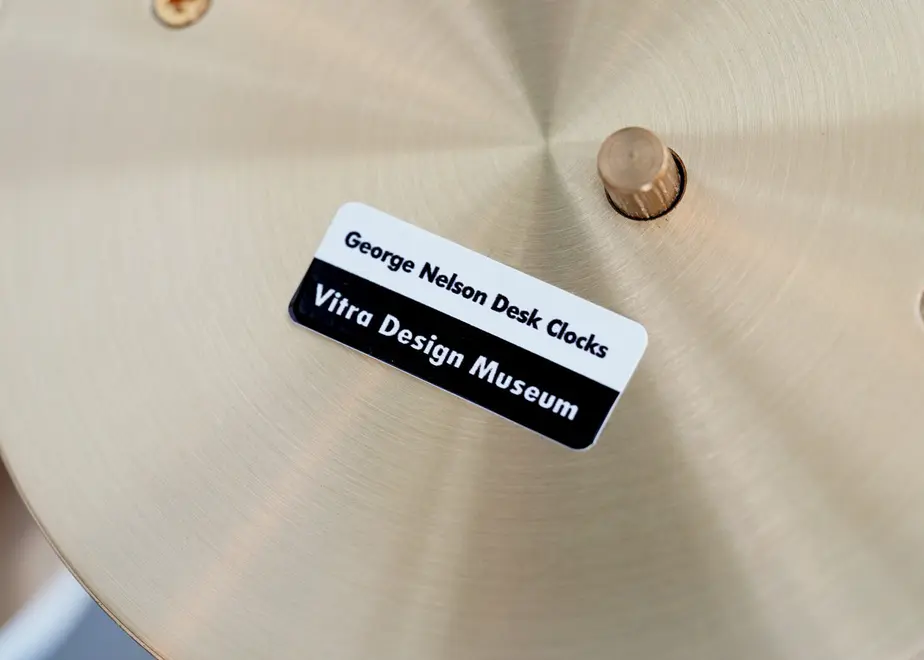 George Nelson Desk Clocks
Vitra Design Museum